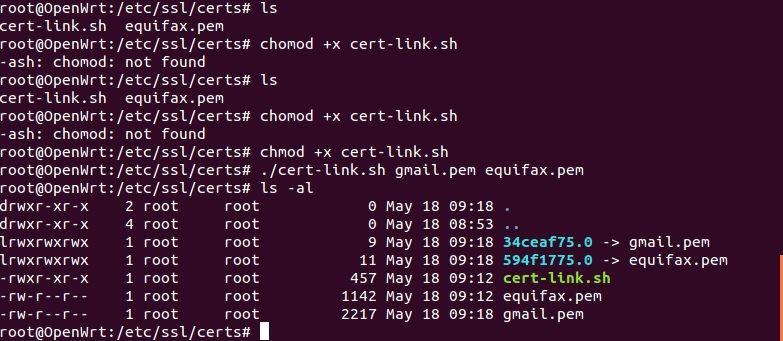 root@OpenWrt:/etc/ssl/certs# ls
cert-link.sh  equifax.pem
root@OpenWrt:/etc/ssl/certs# chomod +x cert-link.sh
-ash: chomod: not found
root@OpenWrt:/etc/ssl/certs# ls
cert-link.sh  equifax.pem
root@OpenWrt:/etc/ssl/certs# chomod +x cert-link.sh
-ash: chomod: not found
root@OpenWrt:/etc/ssl/certs# chmod +x cert-link.sh
root@OpenWrt:/etc/ssl/certs# ./cert-link.sh gmail.pem equifax.pem
root@OpenWrt:/etc/ssl/certs# ls -al
drwxr-xr-x    2 root     root             0 May 18 09:18 .
drwxr-xr-x    4 root     root             0 May 18 08:53 ..
lrwxrwxrwx    1 root     root             9 May 18 09:18 34ceaf75.0 -> gmail.pem
lrwxrwxrwx    1 root     root            11 May 18 09:18 594f1775.0 -> equifax.pem
-rwxr-xr-x    1 root     root           457 May 18 09:12 cert-link.sh
-rw-r--r--    1 root     root          1142 May 18 09:12 equifax.pem
-rw-r--r--    1 root     root          2217 May 18 09:18 gmail.pem
root@OpenWrt:/etc/ssl/certs#